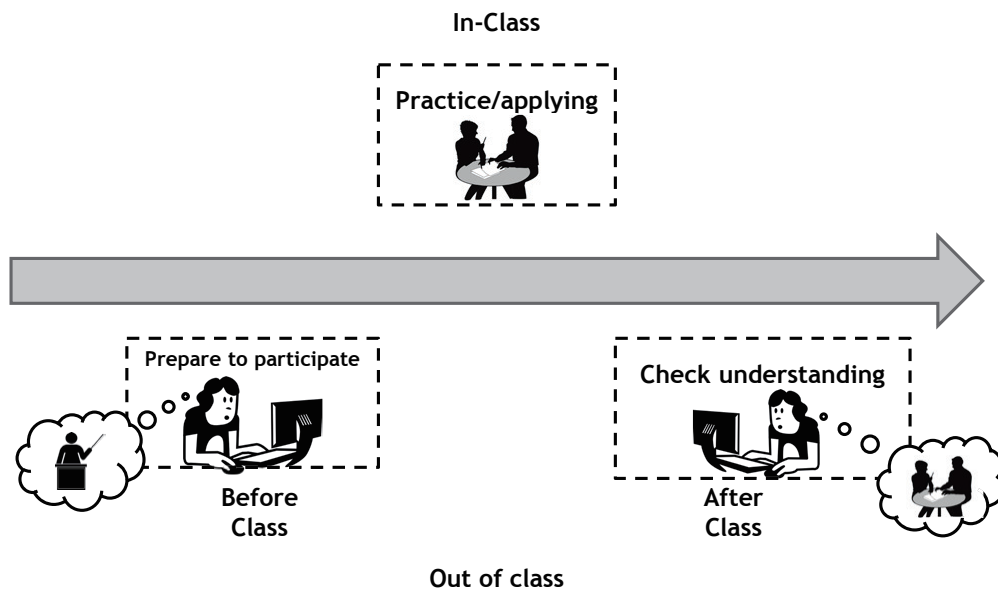 In-Class
Practice/applying
Prepare to participate
Check understanding
Before
Class
After
Class
Out of class